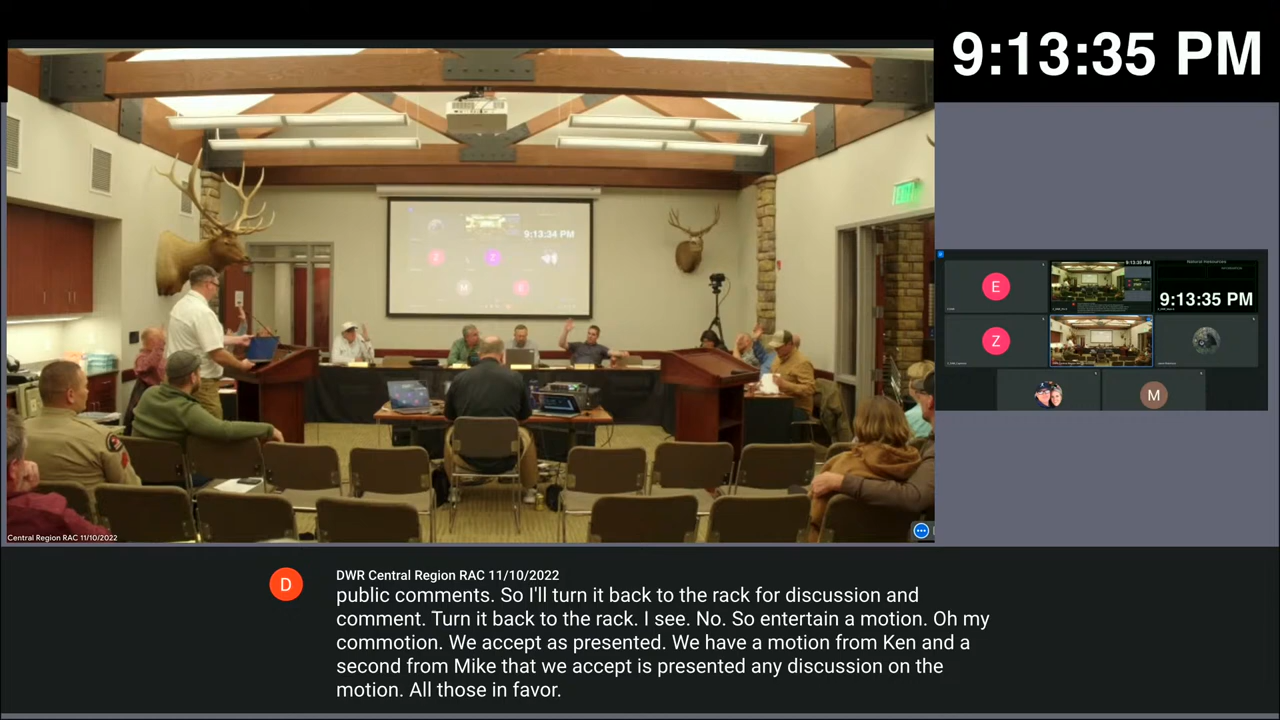 9:13:35 PM
EXIT
9:13:34 PM
Z
M
E
9:13:35 PM
Z
M
Central Region RAC 11/10/2022
D
DWR Central Region RAC 11/10/2022
public comments. So I'll turn it back to the rack for discussion and
comment. Turn it back to the rack. I see. No. So entertain a motion. Oh my
commotion. We accept as presented. We have a motion from Ken and a
second from Mike that we accept is presented any discussion on the
motion. All those in favor.